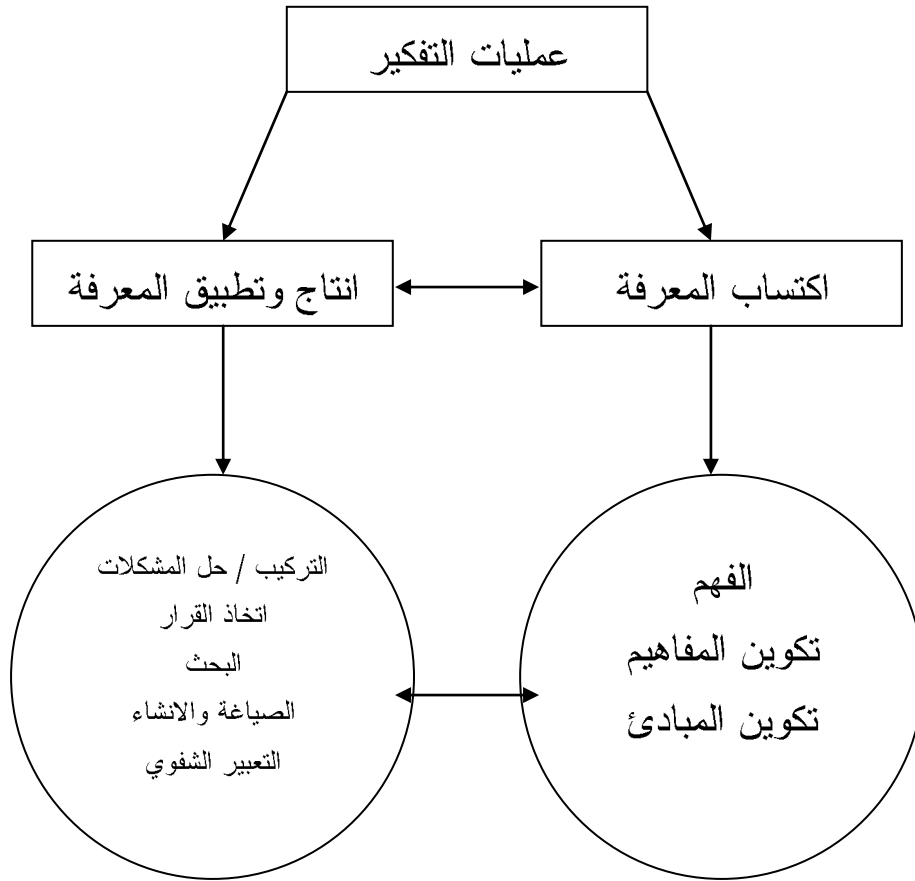 عمليات التفكير
اكتساب المعرفة
انتاج وتطبيق المعرفة
الفهم
تكوين المفاهيم
تكوين المبادئ
التركيب / حل المشكلات
اتخاذ القرار
البحث
الصياغة والانشاء
التعبير الشفوي